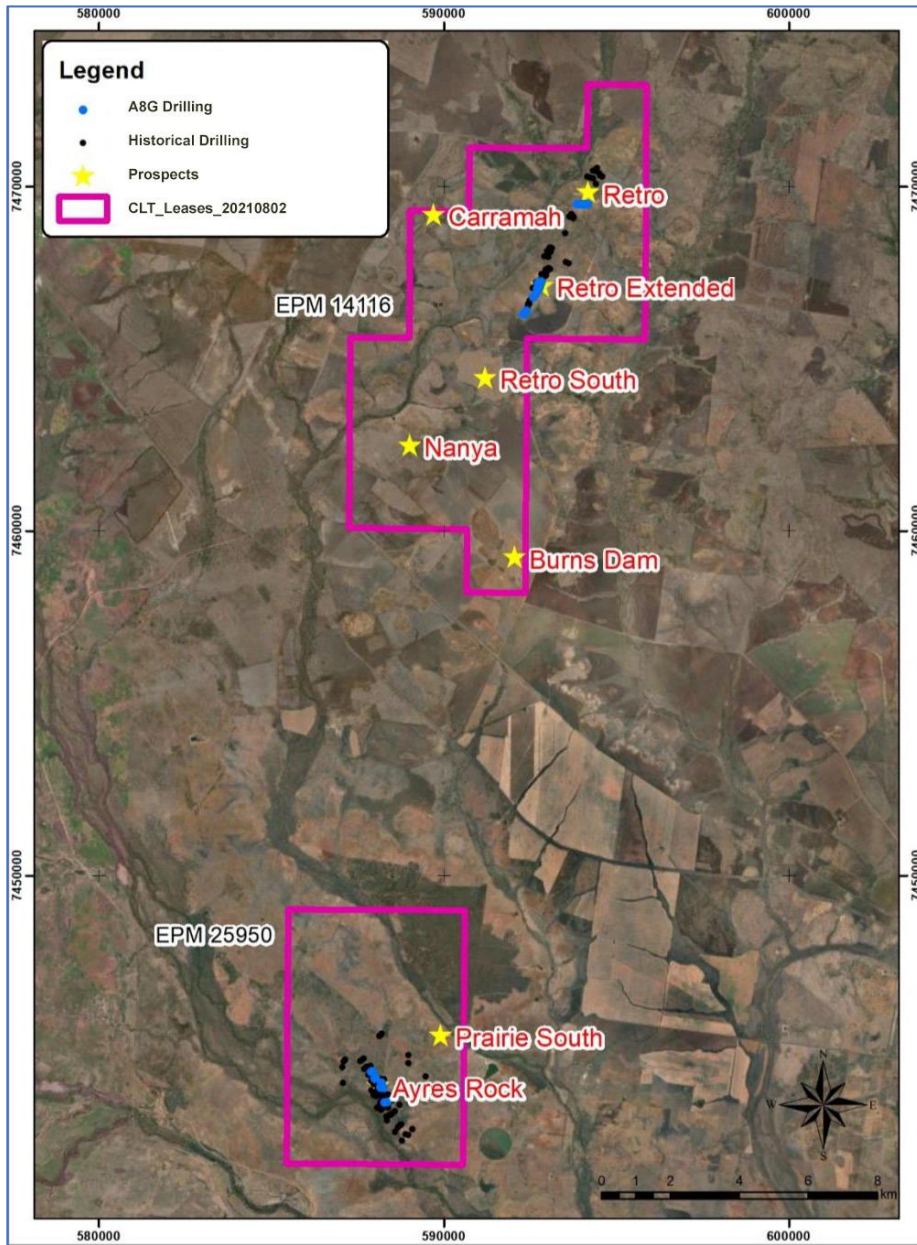 580000 590000 600000
Legend
A8G Drilling
Historical Drilling
Prospects
CLT_Leases_20210802
7470000
7470000
Retro
Carramah
EPM 14116
Retro Extended
Retro South
Nanya
7460000
7460000
Burns Dam
7450000
7450000
EPM 25950
Prairie South
Ayres Rock
N
W E
S
0 2 4 6 8
km
580000 590000 600000